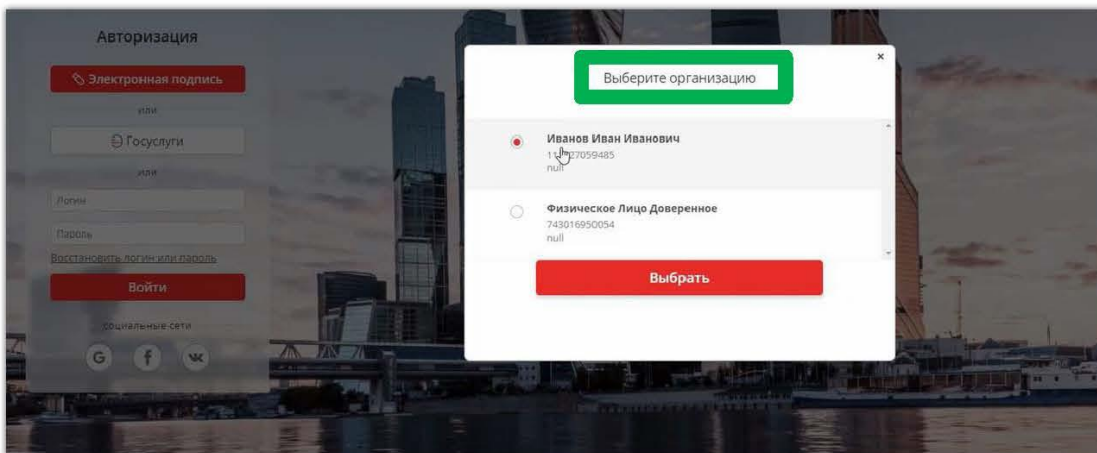 Авторизация
Электронная подпись
или
Госуслуги
или
Логин
Пароль
Восстановить логин или пароль
Войти
социальные сети
G f
Выберите организацию
×
Иванов Иван Иванович
null
Физическое Лицо Доверенное
743016950054
null
Выбрать